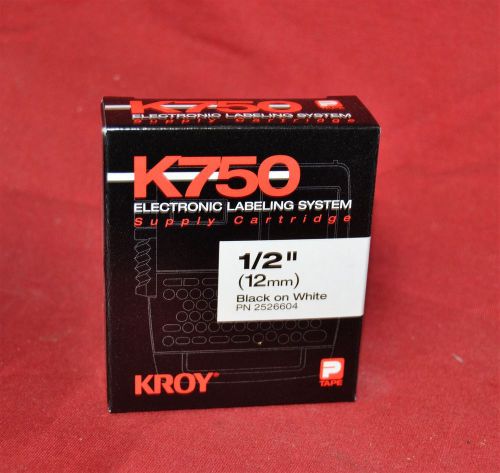 K750
P
ELECTRONIC LABELING SYSTEM
TAPE
Supply Cartridge
K750
ELECTRONIC LABELING SYSTEM
Supply Cartridge
1/2"
(12mm)
Black on White
PN 2526604
KROY®
P
TAPE